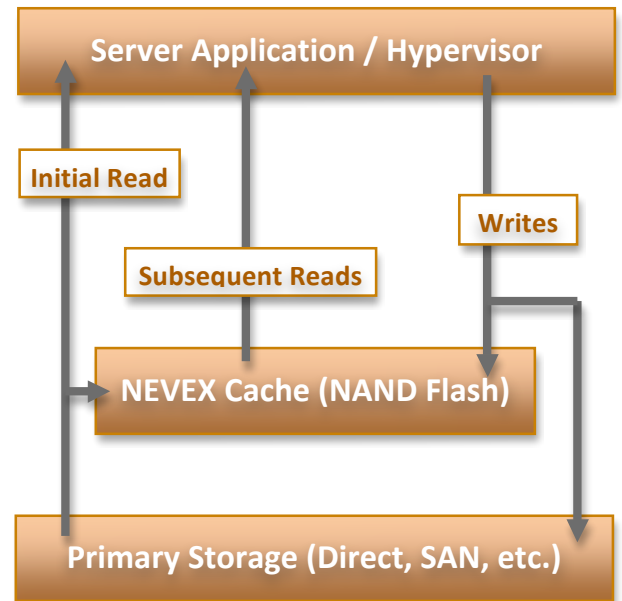 Server Application / Hypervisor
Initial Read
Writes
Subsequent Reads
NEVEX Cache (NAND Flash)
Primary Storage (Direct, SAN, etc.)